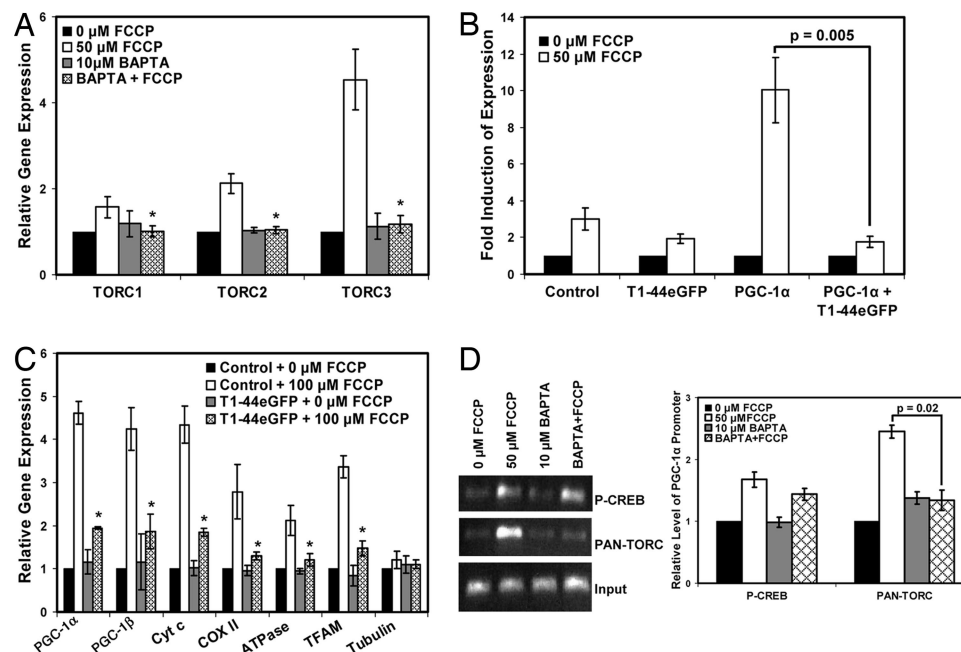 A
Relative Gene Expression
6
4
2
0
0 µM FCCP
50 µM FCCP
10µM BAPTA
BAPTA + FCCP
*
*
*
TORC1
TORC2
TORC3
B
Fold Induction of Expression
14
12
10
8
6
4
2
0
0 µM FCCP
50 µM FCCP
p = 0.005
Control
T1-44eGFP
PGC-1α
PGC-1α +
T1-44eGFP
C
Relative Gene Expression
6
5
4
3
2
1
0
Control + 0 µM FCCP
Control + 100 µM FCCP
T1-44eGFP + 0 µM FCCP
T1-44eGFP + 100 µM FCCP
*
*
*
*
*
*
PGC-1α
PGC-1β
Cyt c
COX II
ATPase
TFAM
Tubulin
D
0 µM FCCP
50 µM FCCP
10 µM BAPTA
BAPTA+FCCP
P-CREB
PAN-TORC
Input
Relative Level of PGC-1α Promoter
3
2
1
0
0 µM FCCP
50 µMFCCP
10 µM BAPTA
BAPTA+FCCP
p = 0.02
P-CREB
PAN-TORC